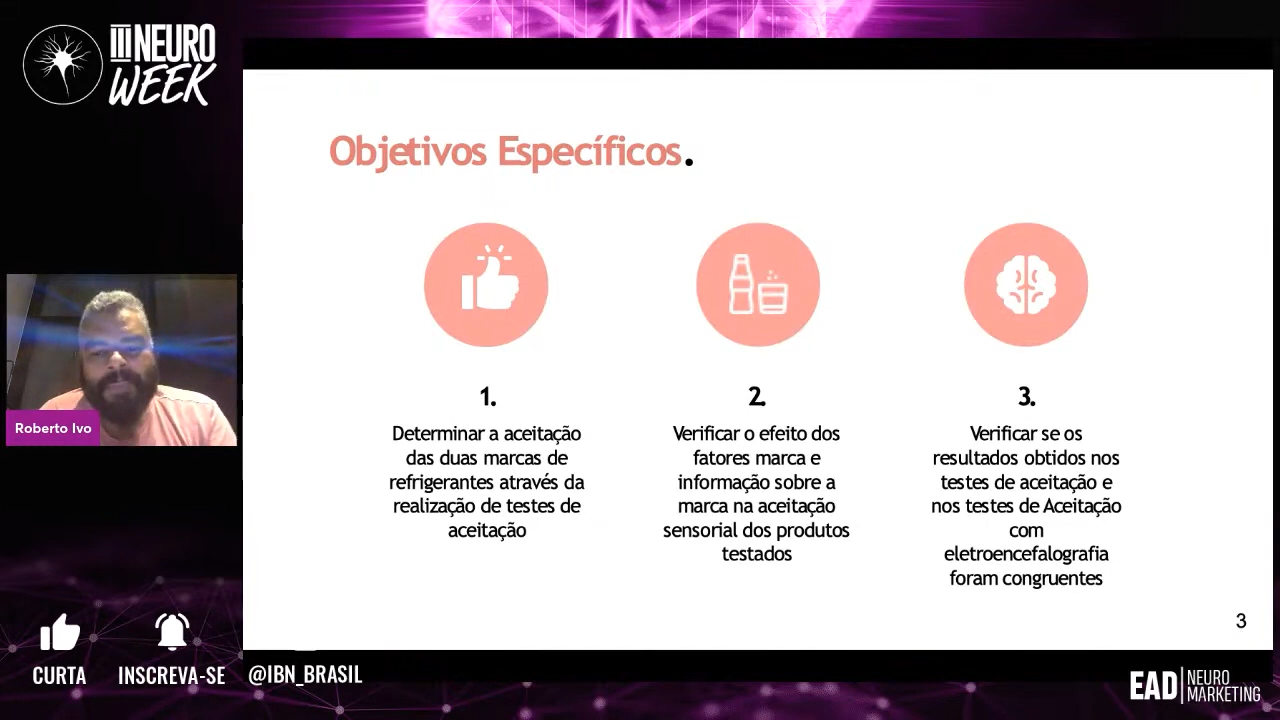 III NEURO
WEEK
Objetivos Específicos.
1.
Determinar a aceitação
das duas marcas de
refrigerantes através da
realização de testes de
aceitação
2.
Verificar o efeito dos
fatores marca e
informação sobre a
marca na aceitação
sensorial dos produtos
testados
3.
Verificar se os
resultados obtidos nos
testes de aceitação e
nos testes de Aceitação
com
eletroencefalografia
foram congruentes
3
Roberto Ivo
CURTA
INSCREVA-SE
@IBN_BRASIL
EAD NEURO
MARKETING